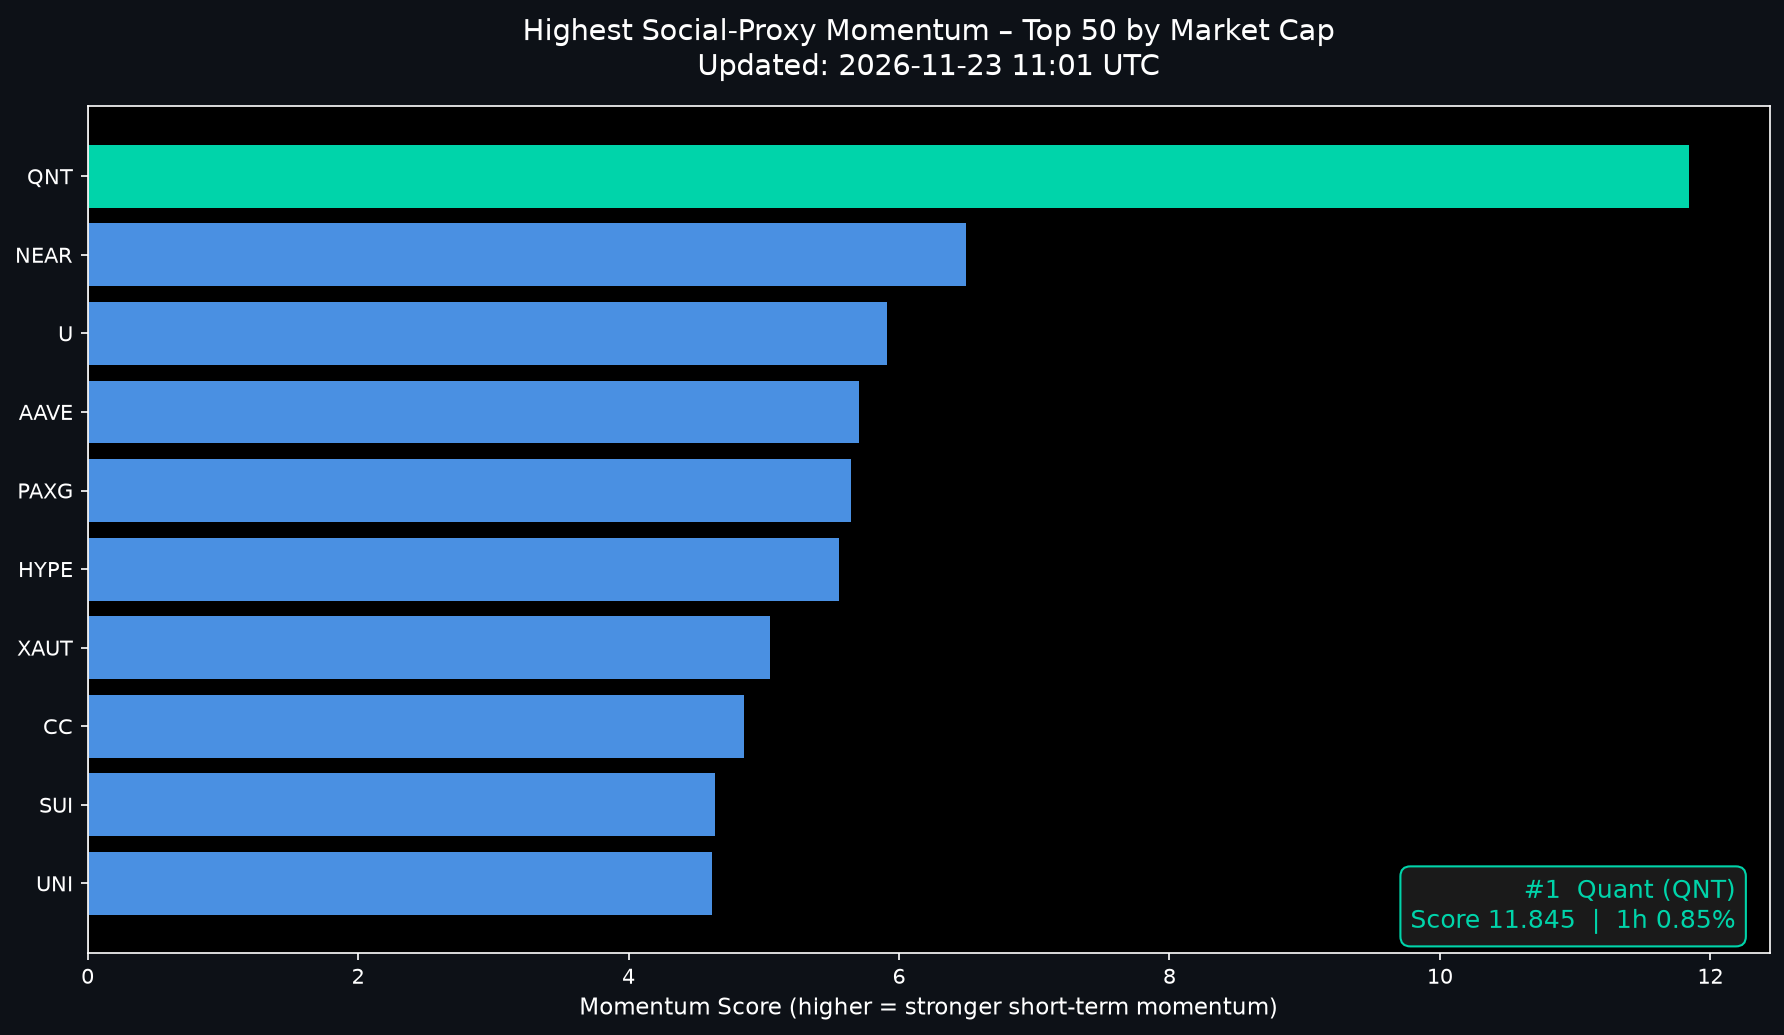 Highest Social-Proxy Momentum – Top 50 by Market Cap
Updated: 2026-11-23 11:01 UTC
QNT
NEAR
U
AAVE
PAXG
HYPE
XAUT
CC
SUI
UNI
#1  Quant (QNT)
Score 11.845  |  1h 0.85%
0 2 4 6 8 10 12
Momentum Score (higher = stronger short-term momentum)